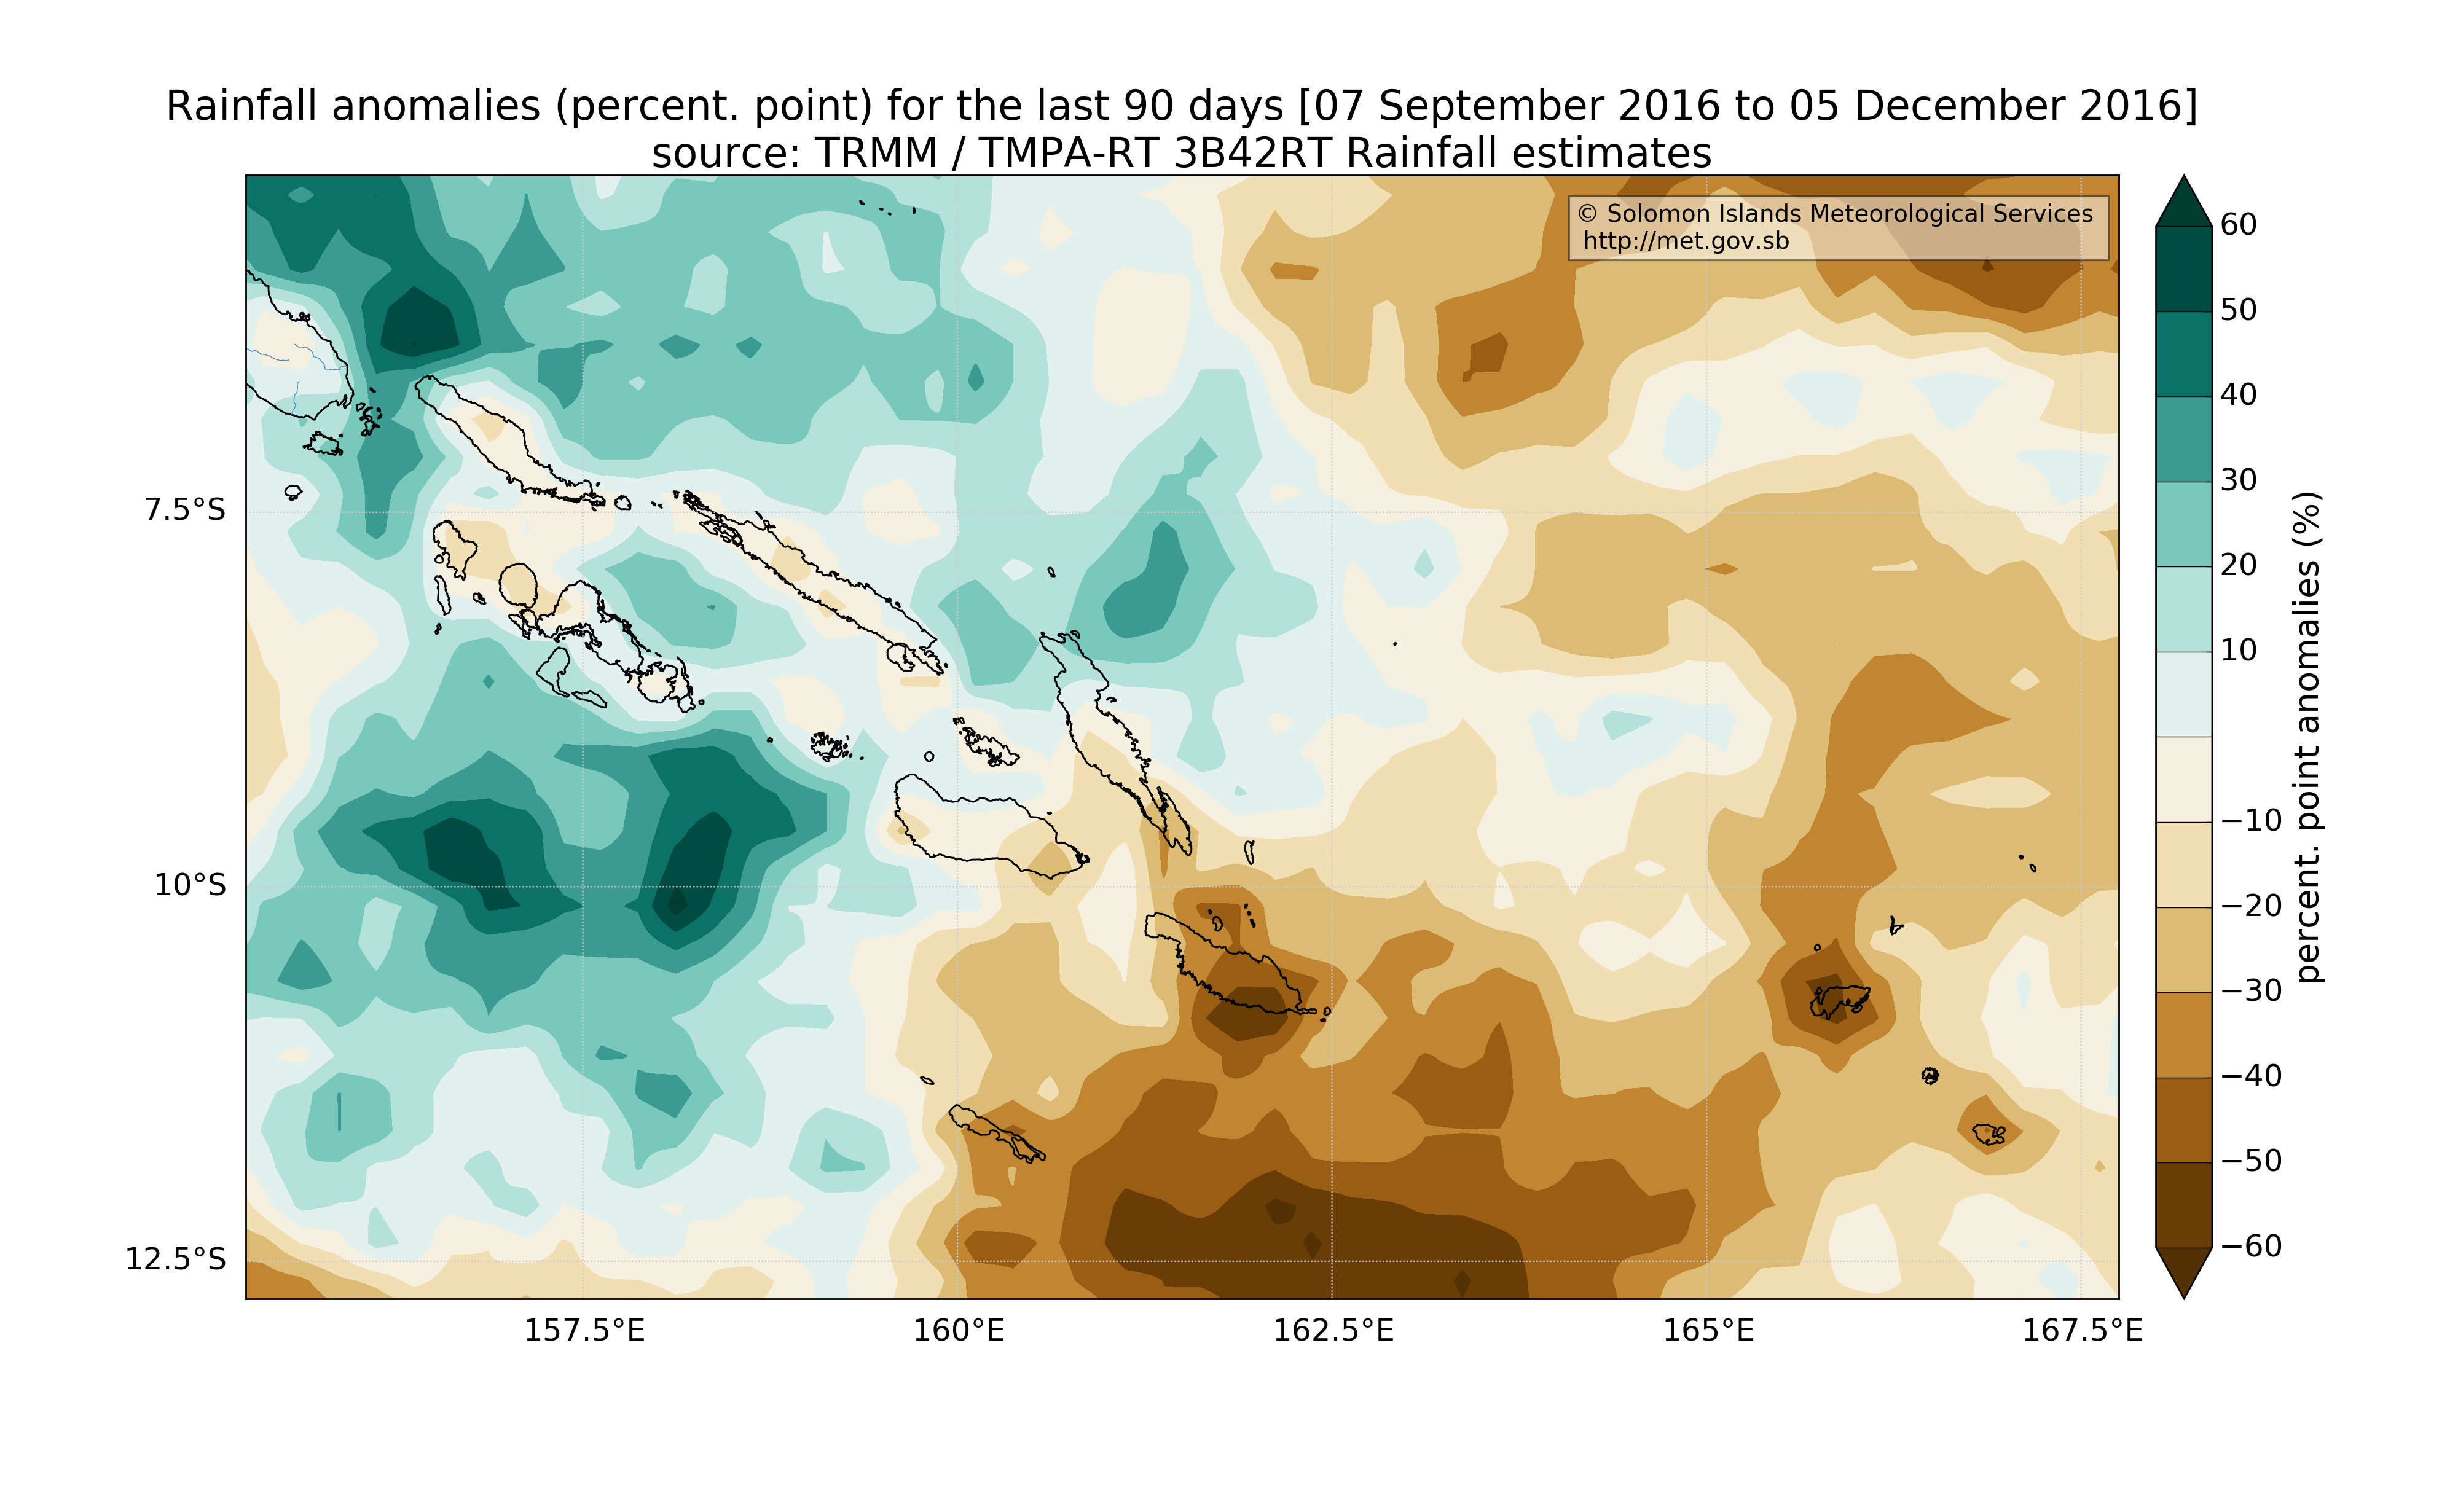 Rainfall anomalies (percent. point) for the last 90 days [07 September 2016 to 05 December 2016]
source: TRMM / TMPA-RT 3B42RT Rainfall estimates
© Solomon Islands Meteorological Services
http://met.gov.sb
7.5°S
10°S
12.5°S
157.5°E
160°E
162.5°E
165°E
167.5°E
60
50
40
30
20
10
−10
−20
−30
−40
−50
−60
percent. point anomalies (%)